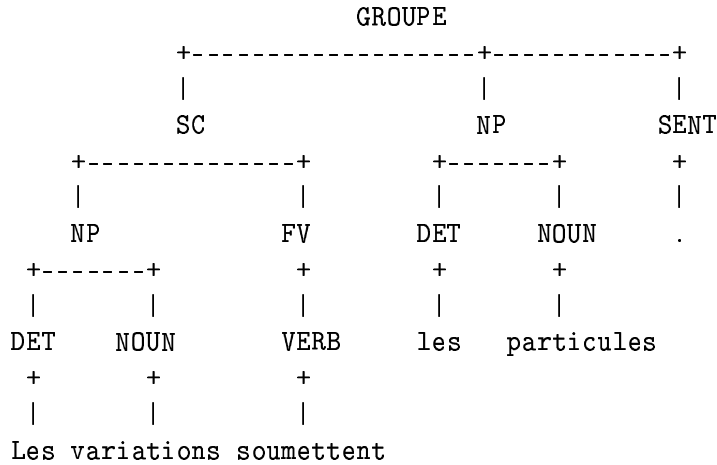 GROUPE
+-------------------+------------+
| | |
SC NP SENT
+--------------+ +-------+ +
| | | | |
NP FV DET NOUN .
+-------+ + + +
| | | | |
DET NOUN VERB les particules
+ + +
| | |
Les variations soumettent